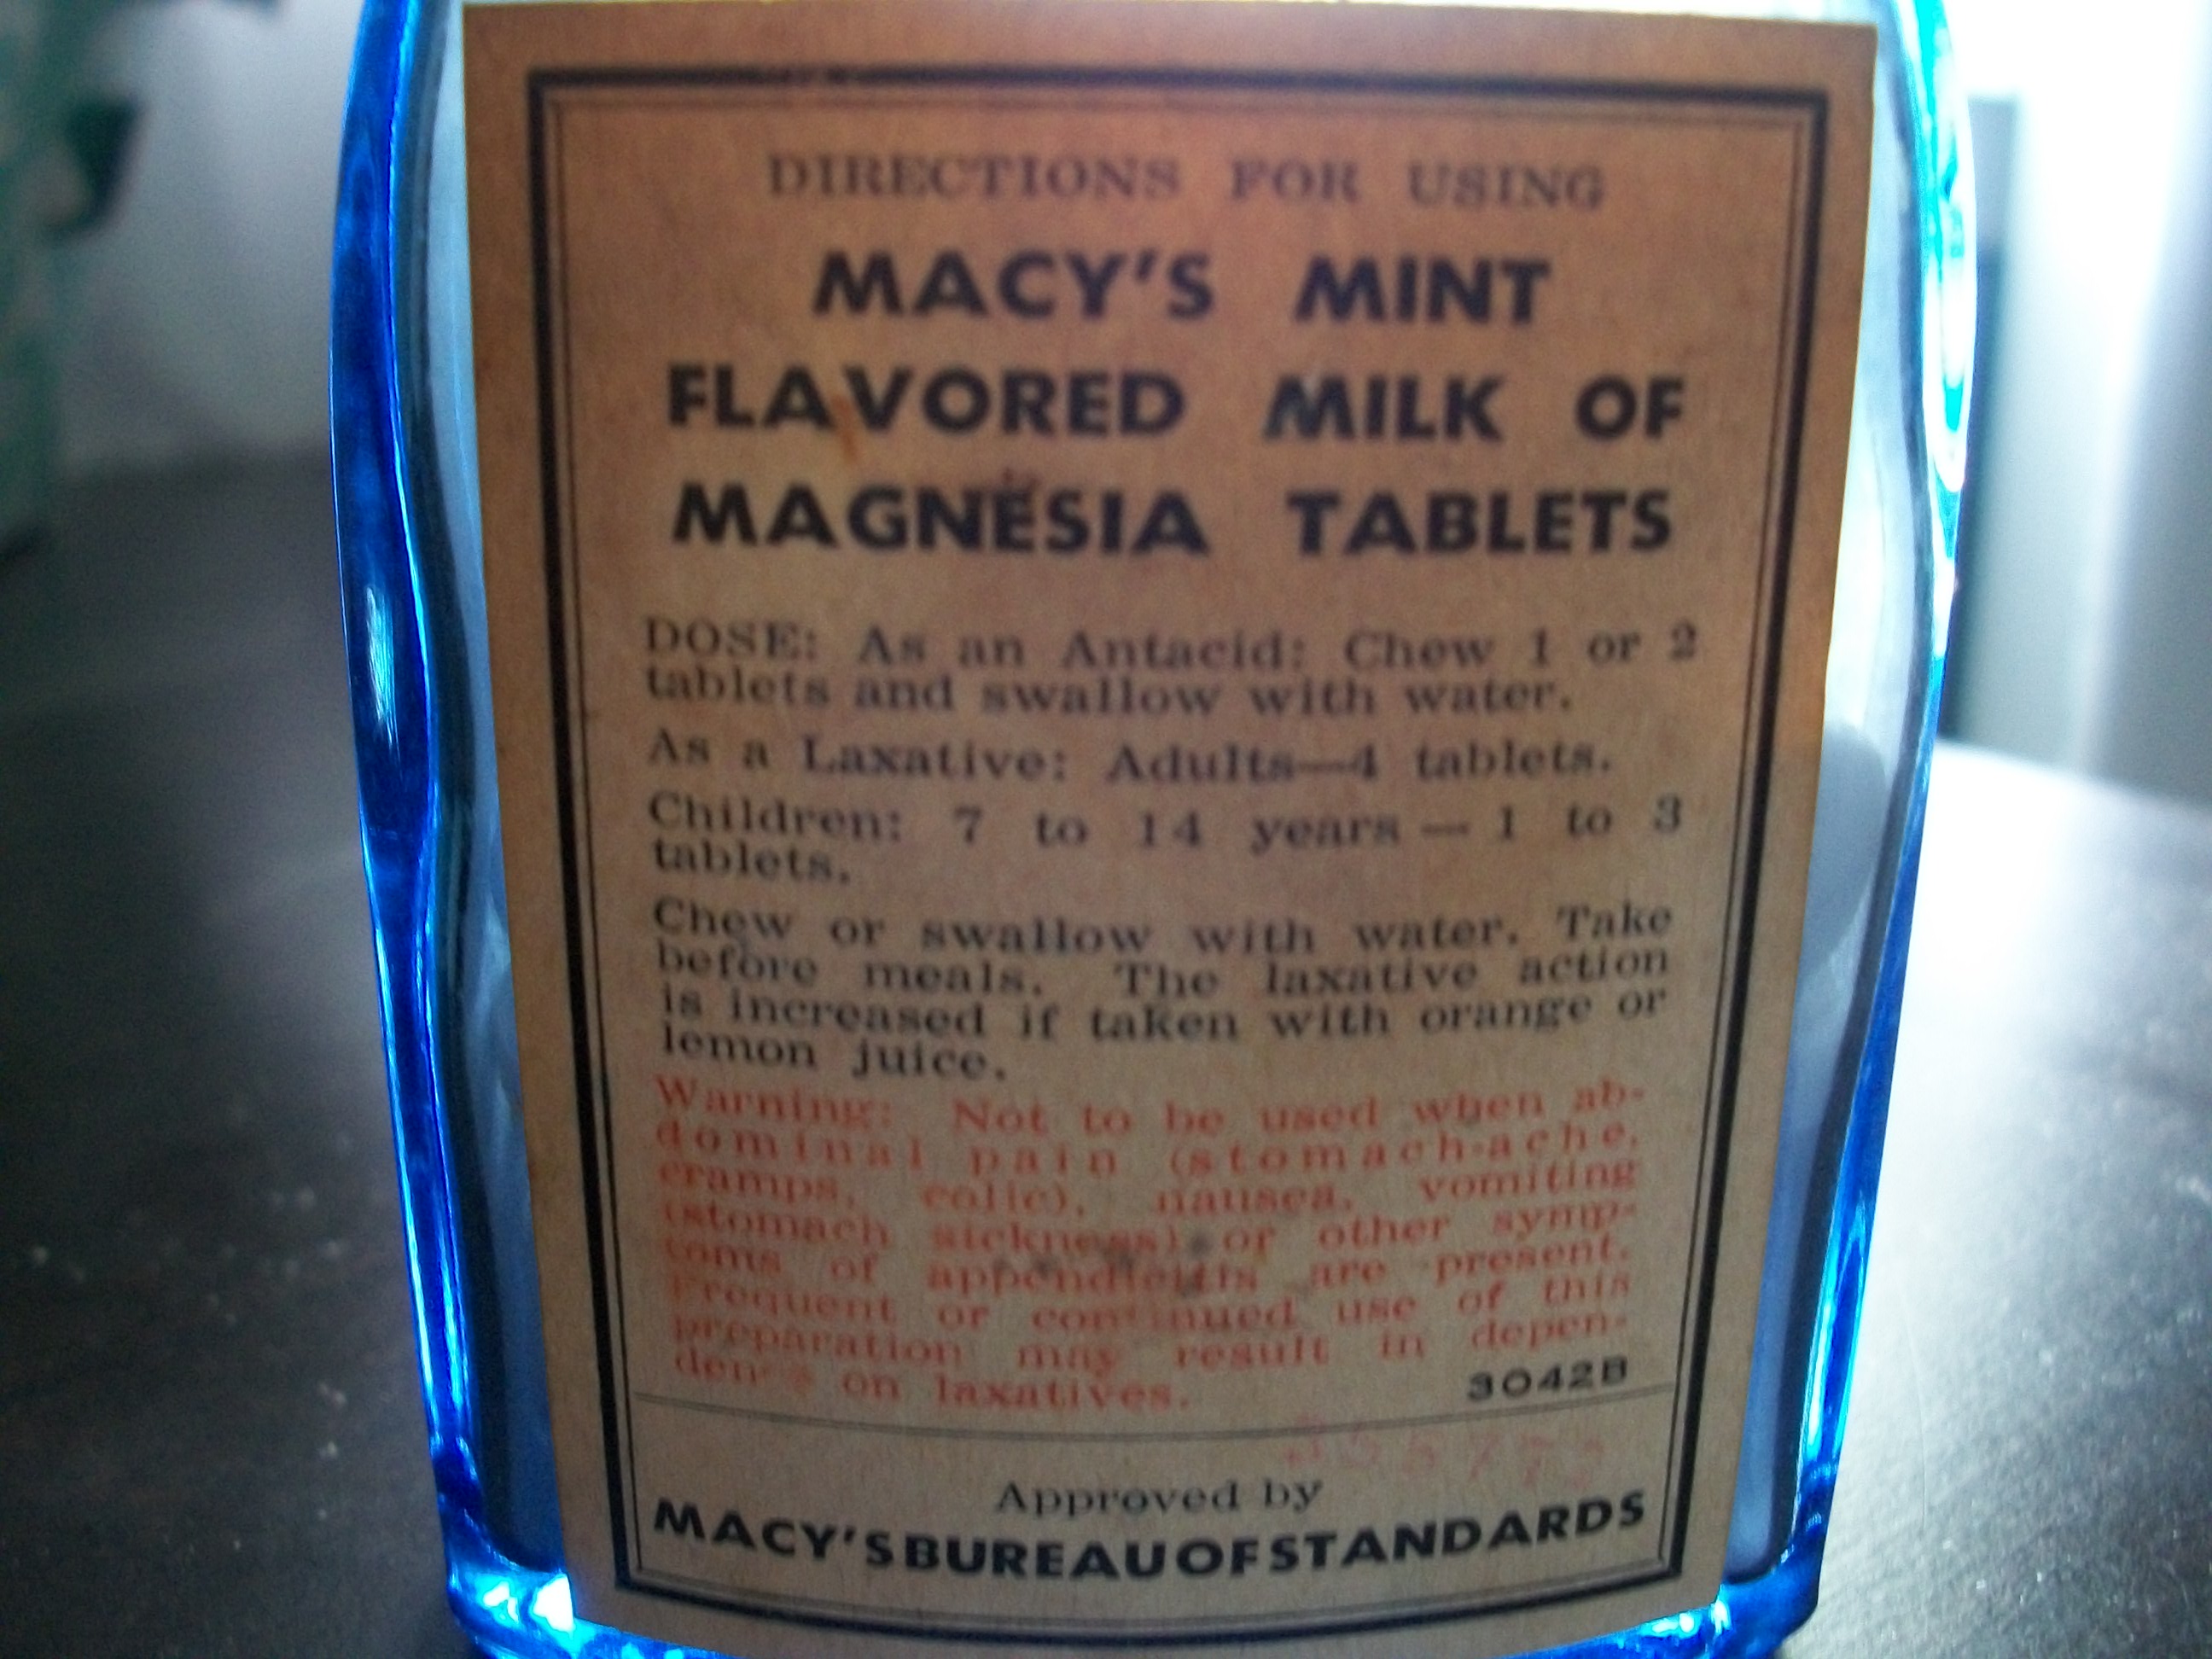 DIRECTIONS FOR USING
MACY'S MINT
FLAVORED MILK OF
MAGNESIA TABLETS
DOSE: As an Antacid: Chew 1 or 2
tablets and swallow with water.
As a Laxative: Adults—4 tablets.
Children: 7 to 14 years — 1 to 3
tablets.
Chew or swallow with water. Take
before meals. The laxative action
is increased if taken with orange or
lemon juice.
Warning: Not to be used when ab-
dominal pain (stomach-ache,
cramps, colic), nausea, vomiting
(stomach sickness) or other symp-
toms of appendicitis are present.
Frequent or continued use of this
preparation may result in depen-
dence on laxatives.
3042B
Approved by
MACY'S BUREAU OF STANDARDS